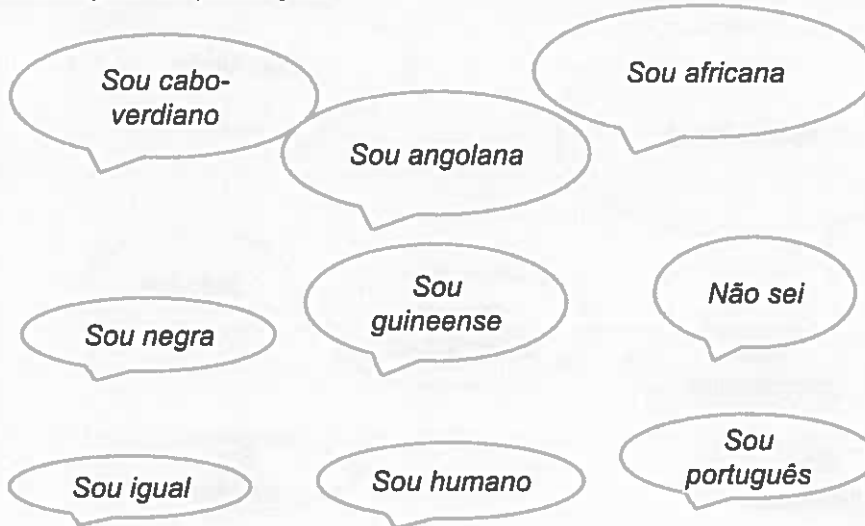 Sou cabo-
verdiano
Sou africana
Sou angolana
Sou
guineense
Não sei
Sou negra
Sou
português
Sou igual
Sou humano